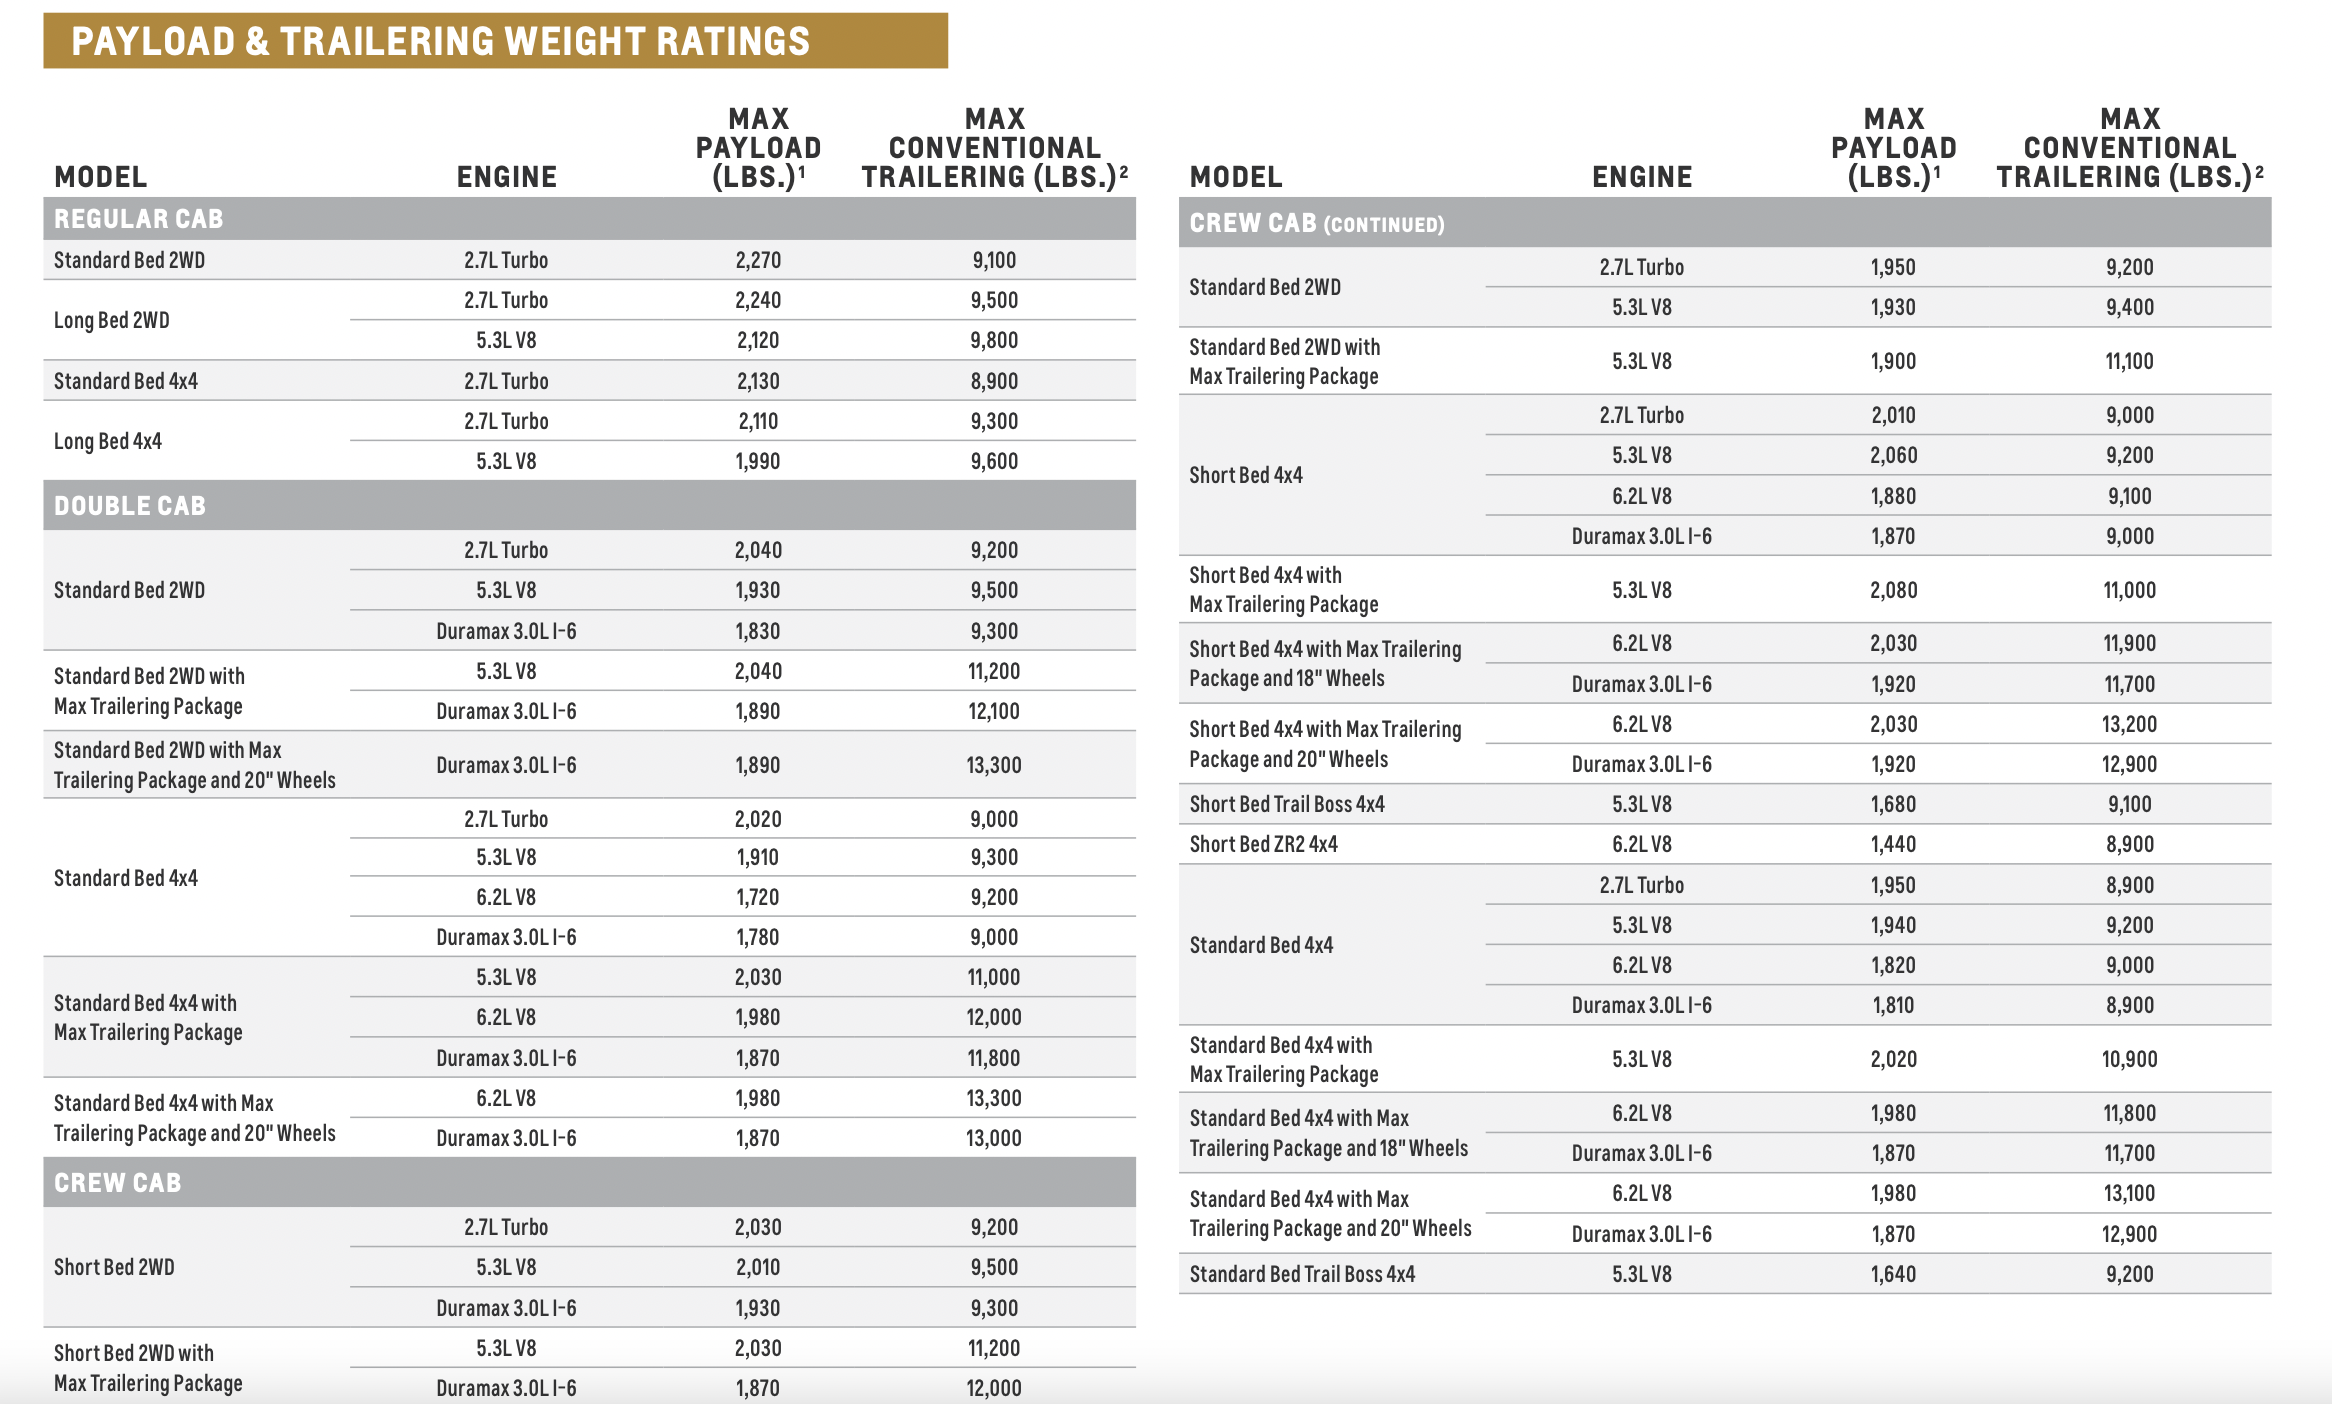 PAYLOAD & TRAILERING WEIGHT RATINGS
MODEL ENGINE MAX PAYLOAD (LBS.)¹ MAX CONVENTIONAL TRAILERING (LBS.)²
REGULAR CAB
Standard Bed 2WD 2.7L Turbo 2,270 9,100
Long Bed 2WD 2.7L Turbo 2,240 9,500
5.3L V8 2,120 9,800
Standard Bed 4x4 2.7L Turbo 2,130 8,900
Long Bed 4x4 2.7L Turbo 2,110 9,300
5.3L V8 1,990 9,600
DOUBLE CAB
Standard Bed 2WD 2.7L Turbo 2,040 9,200
5.3L V8 1,930 9,500
Duramax 3.0L I-6 1,830 9,300
Standard Bed 2WD with Max Trailering Package 5.3L V8 2,040 11,200
Duramax 3.0L I-6 1,890 12,100
Standard Bed 2WD with Max Trailering Package and 20" Wheels Duramax 3.0L I-6 1,890 13,300
Standard Bed 4x4 2.7L Turbo 2,020 9,000
5.3L V8 1,910 9,300
6.2L V8 1,720 9,200
Duramax 3.0L I-6 1,780 9,000
Standard Bed 4x4 with Max Trailering Package 5.3L V8 2,030 11,000
6.2L V8 1,980 12,000
Duramax 3.0L I-6 1,870 11,800
Standard Bed 4x4 with Max Trailering Package and 20" Wheels 6.2L V8 1,980 13,300
Duramax 3.0L I-6 1,870 13,000
CREW CAB
Short Bed 2WD 2.7L Turbo 2,030 9,200
5.3L V8 2,010 9,500
Duramax 3.0L I-6 1,930 9,300
Short Bed 2WD with Max Trailering Package 5.3L V8 2,030 11,200
Duramax 3.0L I-6 1,870 12,000
MODEL ENGINE MAX PAYLOAD (LBS.)¹ MAX CONVENTIONAL TRAILERING (LBS.)²
CREW CAB (CONTINUED)
Standard Bed 2WD 2.7L Turbo 1,950 9,200
5.3L V8 1,930 9,400
Standard Bed 2WD with Max Trailering Package 5.3L V8 1,900 11,100
Short Bed 4x4 2.7L Turbo 2,010 9,000
5.3L V8 2,060 9,200
6.2L V8 1,880 9,100
Duramax 3.0L I-6 1,870 9,000
Short Bed 4x4 with Max Trailering Package 5.3L V8 2,080 11,000
Short Bed 4x4 with Max Trailering Package and 18" Wheels 6.2L V8 2,030 11,900
Duramax 3.0L I-6 1,920 11,700
Short Bed 4x4 with Max Trailering Package and 20" Wheels 6.2L V8 2,030 13,200
Duramax 3.0L I-6 1,920 12,900
Short Bed Trail Boss 4x4 5.3L V8 1,680 9,100
Short Bed ZR2 4x4 6.2L V8 1,440 8,900
Standard Bed 4x4 2.7L Turbo 1,950 8,900
5.3L V8 1,940 9,200
6.2L V8 1,820 9,000
Duramax 3.0L I-6 1,810 8,900
Standard Bed 4x4 with Max Trailering Package 5.3L V8 2,020 10,900
Standard Bed 4x4 with Max Trailering Package and 18" Wheels 6.2L V8 1,980 11,800
Duramax 3.0L I-6 1,870 11,700
Standard Bed 4x4 with Max Trailering Package and 20" Wheels 6.2L V8 1,980 13,100
Duramax 3.0L I-6 1,870 12,900
Standard Bed Trail Boss 4x4 5.3L V8 1,640 9,200